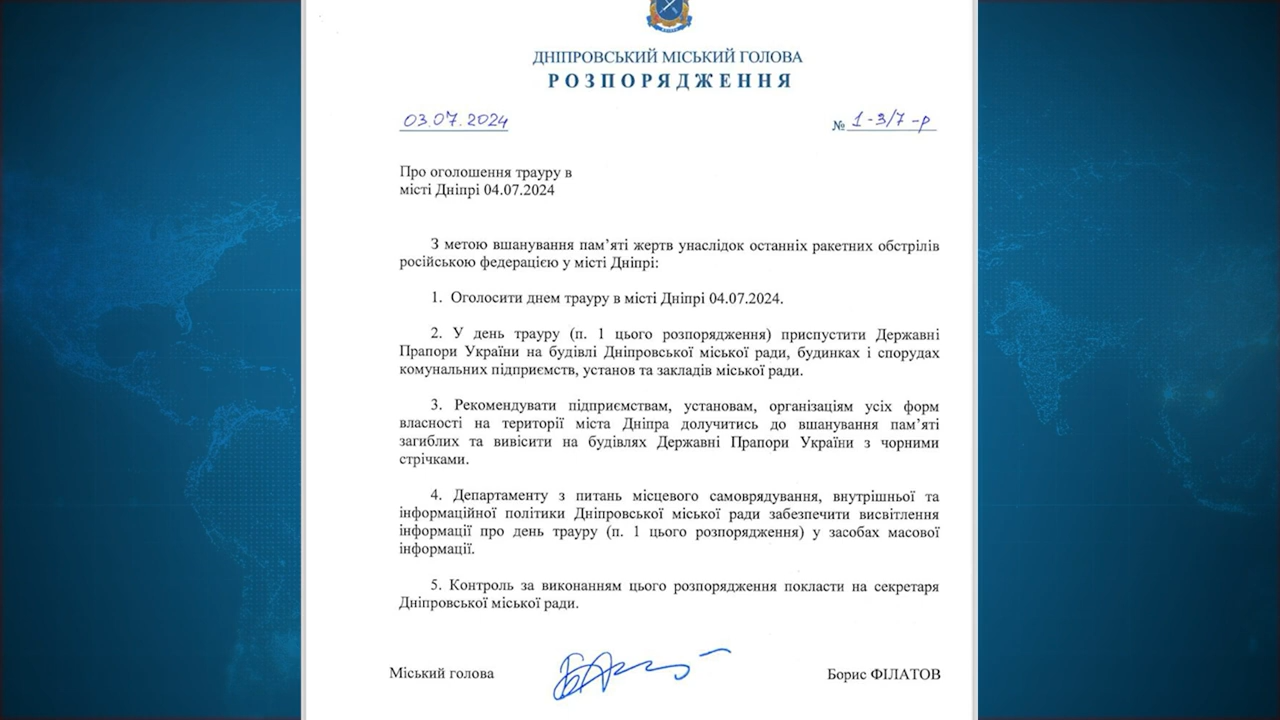 ДНІПРОВСЬКИЙ МІСЬКИЙ ГОЛОВА
РОЗПОРЯДЖЕННЯ
03.07.2024
№ 1-3/7-р
Про оголошення трауру в
місті Дніпрі 04.07.2024
З метою вшанування пам’яті жертв унаслідок останніх ракетних обстрілів
російською федерацією у місті Дніпрі:
1. Оголосити днем трауру в місті Дніпрі 04.07.2024.
2. У день трауру (п. 1 цього розпорядження) приспустити Державні
Прапори України на будівлі Дніпровської міської ради, будинках і спорудах
комунальних підприємств, установ та закладів міської ради.
3. Рекомендувати підприємствам, установам, організаціям усіх форм
власності на території міста Дніпра долучитись до вшанування пам’яті
загиблих та вивісити на будівлях Державні Прапори України з чорними
стрічками.
4. Департаменту з питань місцевого самоврядування, внутрішньої та
інформаційної політики Дніпровської міської ради забезпечити висвітлення
інформації про день трауру (п. 1 цього розпорядження) у засобах масової
інформації.
5. Контроль за виконанням цього розпорядження покласти на секретаря
Дніпровської міської ради.
Міський голова
Борис ФІЛАТОВ